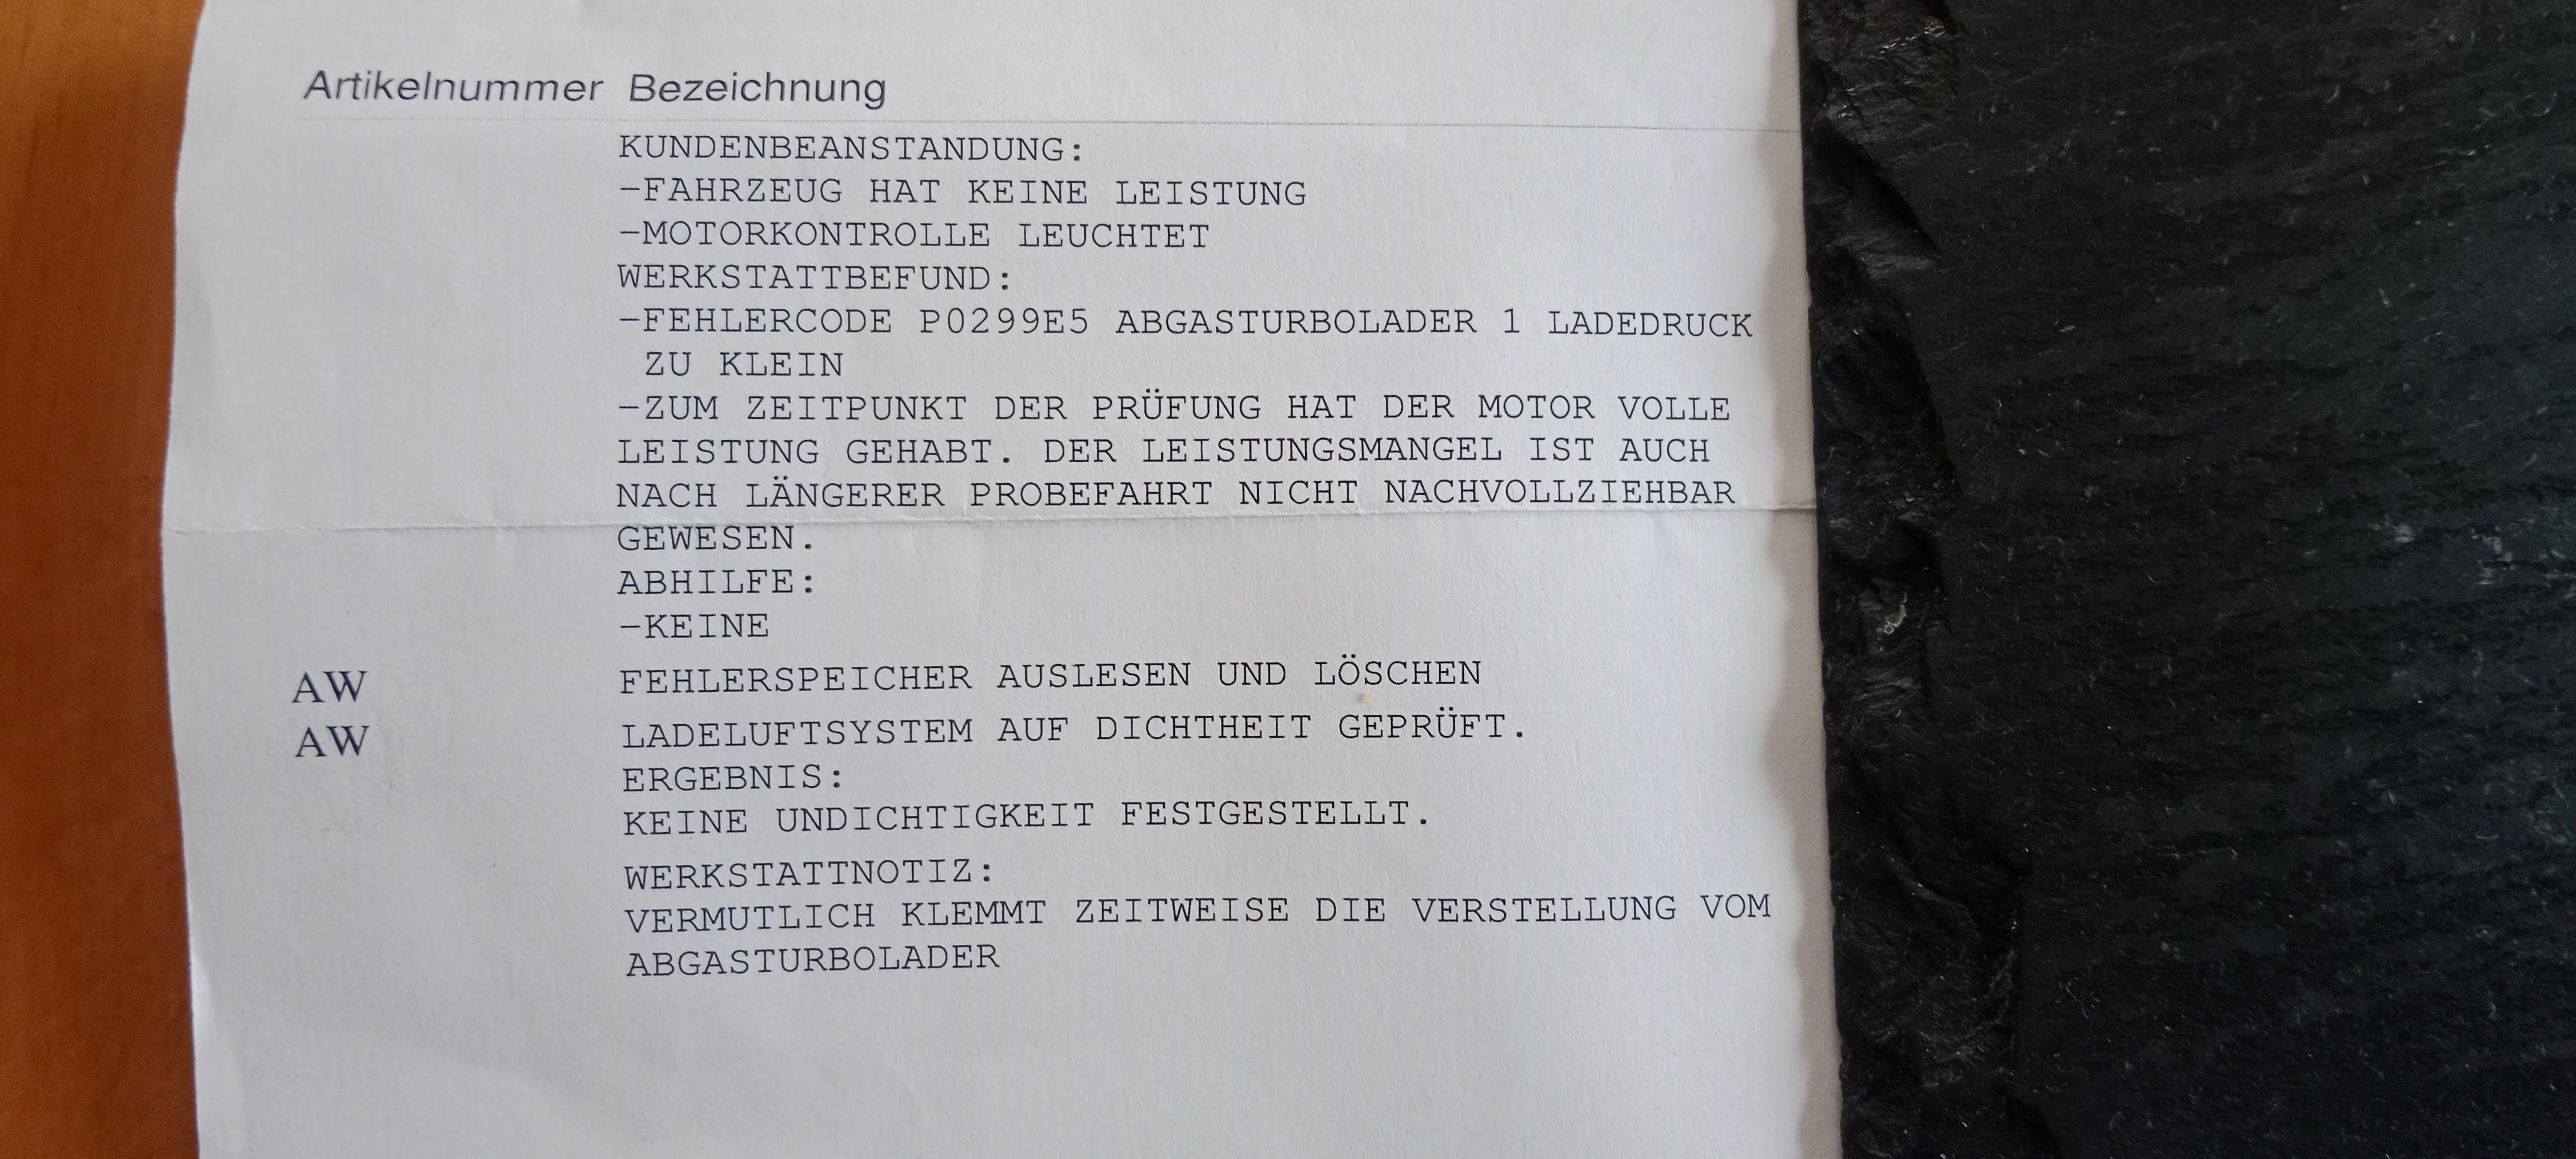 Artikelnummer Bezeichnung
KUNDENBEANSTANDUNG:
-FAHRZEUG HAT KEINE LEISTUNG
-MOTORKONTROLLE LEUCHTET
WERKSTATTBEFUND:
-FEHLERCODE P0299E5 ABGASTURBOLADER 1 LADEDRUCK
ZU KLEIN
-ZUM ZEITPUNKT DER PRÜFUNG HAT DER MOTOR VOLLE
LEISTUNG GEHABT. DER LEISTUNGSMANGEL IST AUCH
NACH LÄNGERER PROBEFAHRT NICHT NACHVOLLZIEHBAR
GEWESEN.
ABHILFE:
-KEINE
AW FEHLERSPEICHER AUSLESEN UND LÖSCHEN
AW LADELUFTSYSTEM AUF DICHTHEIT GEPRÜFT.
ERGEBNIS:
KEINE UNDICHTIGKEIT FESTGESTELLT.
WERKSTATTNOTIZ:
VERMUTLICH KLEMMT ZEITWEISE DIE VERSTELLUNG VOM
ABGASTURBOLADER